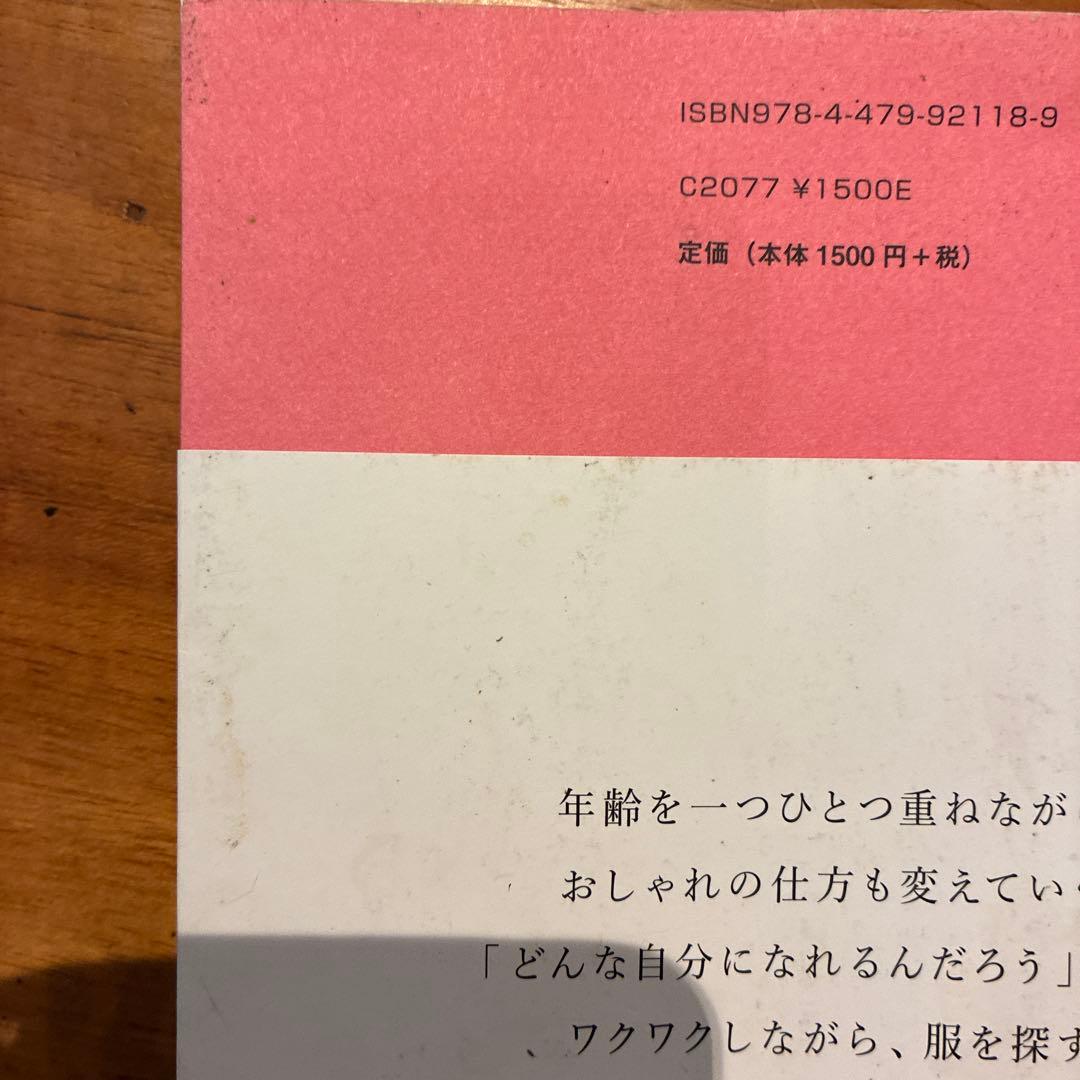 ISBN978-4-479-92118-9
C2077 ¥1500E
定価（本体1500円＋税）
年齢を一つひとつ重ねなが
おしゃれの仕方も変えてい
「どんな自分になれるんだろう」
ワクワクしながら、服を探す